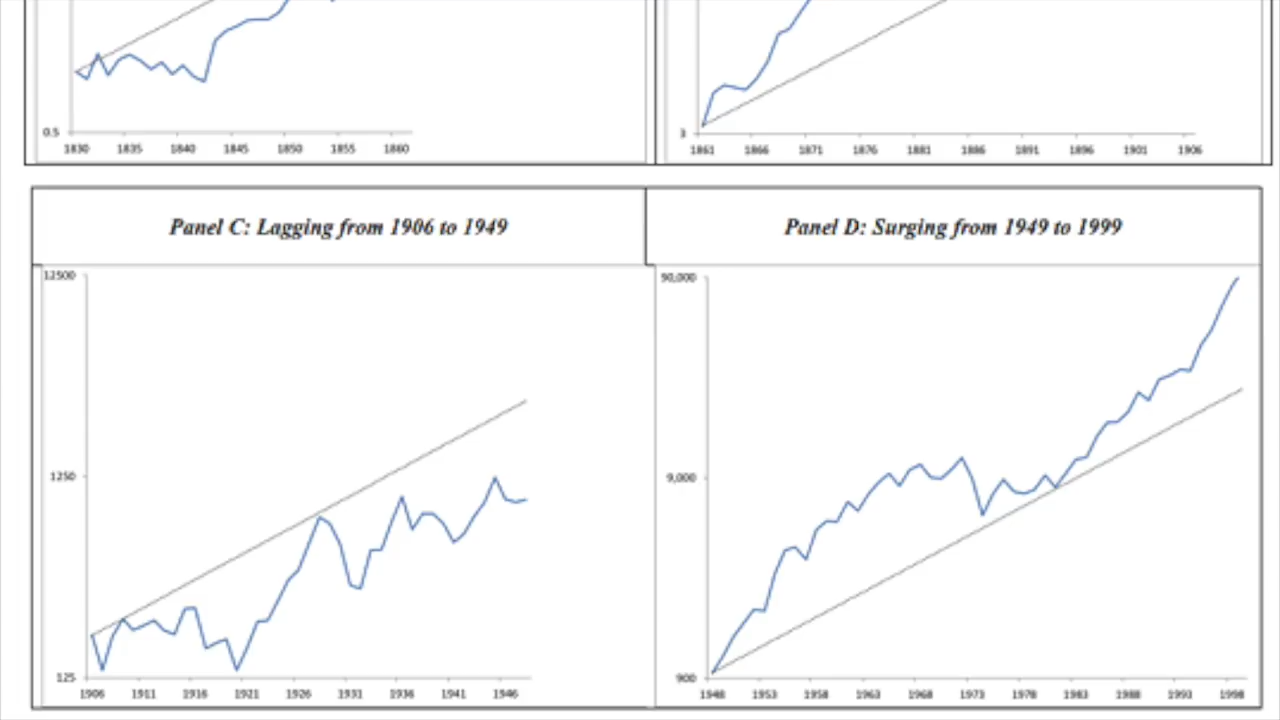 0.5
1830 1835 1840 1845 1850 1855 1860
3
1861 1866 1871 1876 1881 1886 1891 1896 1901 1906
Panel C: Lagging from 1906 to 1949
Panel D: Surging from 1949 to 1999
12500
1250
125
1906 1911 1916 1921 1926 1931 1936 1941 1946
90,000
9,000
900
1948 1953 1958 1963 1968 1973 1978 1983 1988 1993 1998